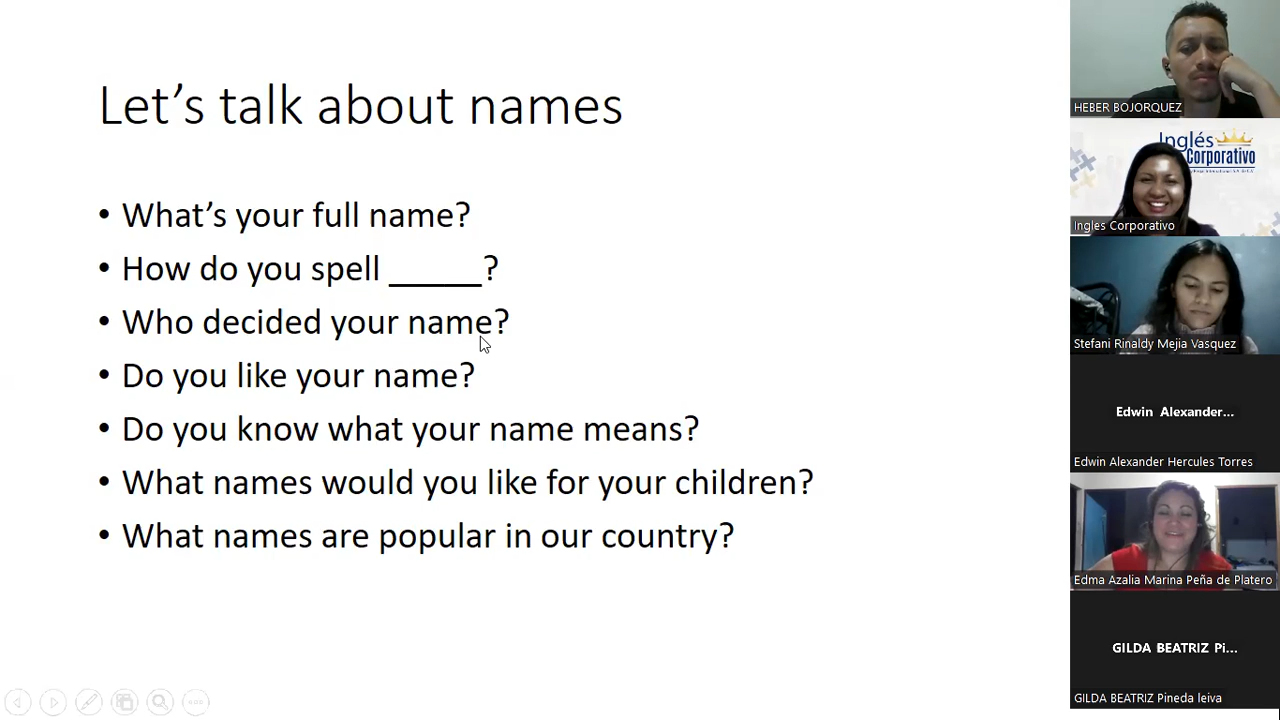 Let's talk about names
• What's your full name?
• How do you spell ______?
• Who decided your name?
• Do you like your name?
• Do you know what your name means?
• What names would you like for your children?
• What names are popular in our country?
HEBER BOJORQUEZ
Inglés
Corporativo
Ingles Corporativo
Stefani Rinaldy Mejia Vasquez
Edwin Alexander...
Edwin Alexander Hercules Torres
Edma Azalia Marina Peña de Platero
GILDA BEATRIZ Pi...
GILDA BEATRIZ Pineda leiva